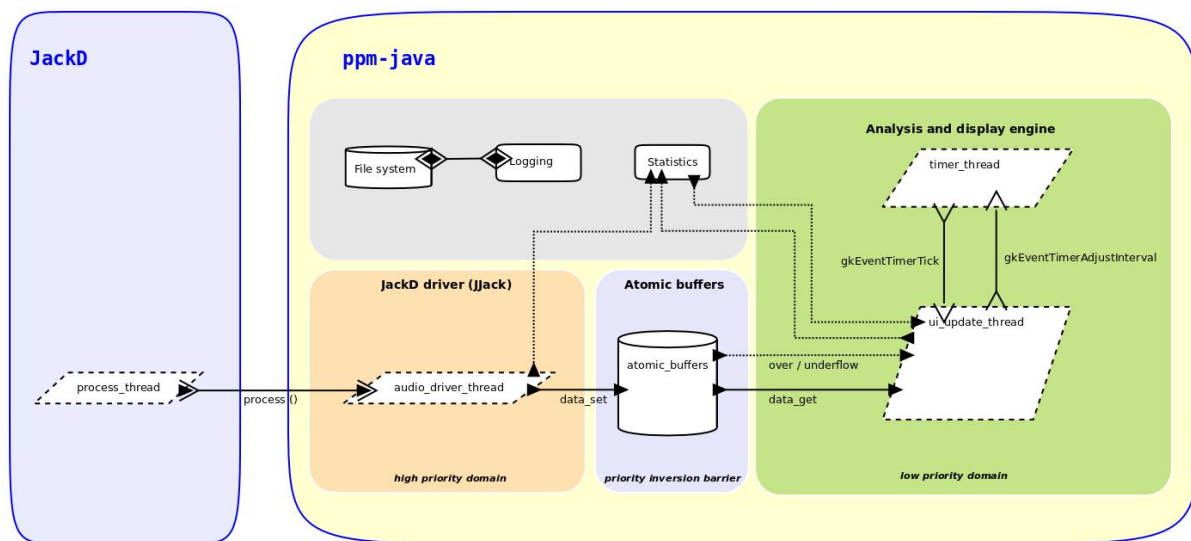 JackD
ppm-java
File system
Logging
Statistics
Analysis and display engine
timer_thread
gkEventTimerTick
gkEventTimerAdjustInterval
JackD driver (JJack)
Atomic buffers
ui_update_thread
process_thread
process ()
audio_driver_thread
data_set
atomic_buffers
over / underflow
data_get
high priority domain
priority inversion barrier
low priority domain